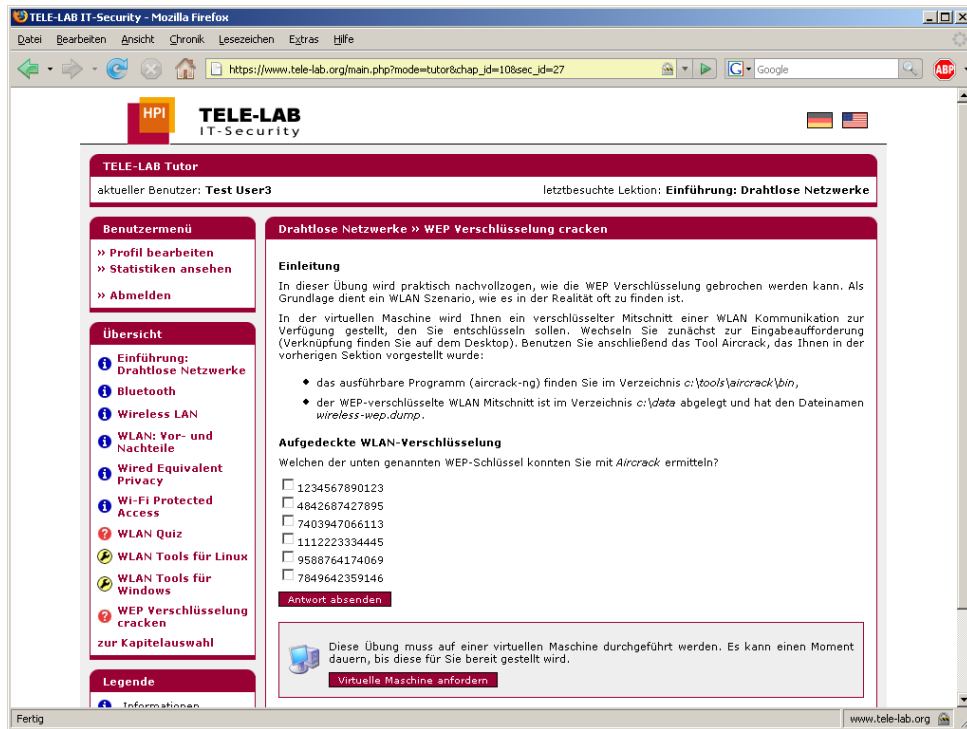 TELE-LAB IT-Security - Mozilla Firefox
Datei Bearbeiten Ansicht Chronik Lesezeichen Extras Hilfe
https://www.tele-lab.org/main.php?mode=tutor&chap_id=10&sec_id=27
G Google
ABP
HPI
TELE-LAB
IT-Security
TELE-LAB Tutor
aktueller Benutzer: Test User3
letztbesuchte Lektion: Einführung: Drahtlose Netzwerke
Benutzermenü
» Profil bearbeiten
» Statistiken ansehen
» Abmelden
Übersicht
Einführung:
Drahtlose Netzwerke
Bluetooth
Wireless LAN
WLAN: Vor- und
Nachteile
Wired Equivalent
Privacy
Wi-Fi Protected
Access
WLAN Quiz
WLAN Tools für Linux
WLAN Tools für
Windows
WEP Verschlüsselung
cracken
zur Kapitelauswahl
Legende
Informationen
Drahtlose Netzwerke » WEP Verschlüsselung cracken
Einleitung
In dieser Übung wird praktisch nachvollzogen, wie die WEP Verschlüsselung gebrochen werden kann. Als
Grundlage dient ein WLAN Szenario, wie es in der Realität oft zu finden ist.
In der virtuellen Maschine wird Ihnen ein verschlüsselter Mitschnitt einer WLAN Kommunikation zur
Verfügung gestellt, den Sie entschlüsseln sollen. Wechseln Sie zunächst zur Eingabeaufforderung
(Verknüpfung finden Sie auf dem Desktop). Benutzen Sie anschließend das Tool Aircrack, das Ihnen in der
vorherigen Sektion vorgestellt wurde:
das ausführbare Programm (aircrack-ng) finden Sie im Verzeichnis c:\tools\aircrack\bin,
der WEP-verschlüsselte WLAN Mitschnitt ist im Verzeichnis c:\data abgelegt und hat den Dateinamen
wireless-wep.dump.
Aufgedeckte WLAN-Verschlüsselung
Welchen der unten genannten WEP-Schlüssel konnten Sie mit Aircrack ermitteln?
1234567890123
4842687427895
7403947066113
1112223334445
9588764174069
7849642359146
Antwort absenden
Diese Übung muss auf einer virtuellen Maschine durchgeführt werden. Es kann einen Moment
dauern, bis diese für Sie bereit gestellt wird.
Virtuelle Maschine anfordern
Fertig
www.tele-lab.org